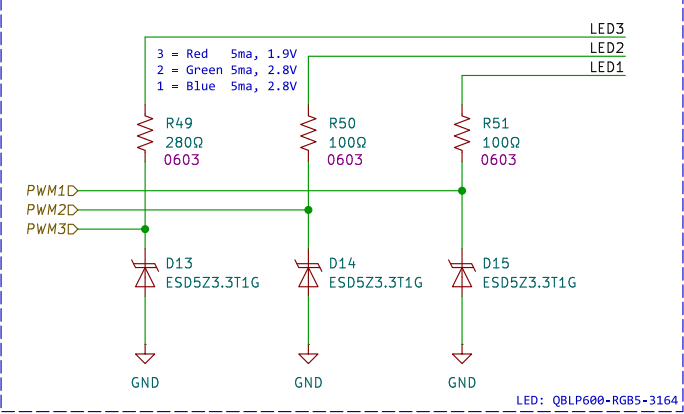 LED3
LED2
LED1
3 = Red 5ma, 1.9V
2 = Green 5ma, 2.8V
1 = Blue 5ma, 2.8V
R49
280Ω
0603
R50
100Ω
0603
R51
100Ω
0603
PWM1
PWM2
PWM3
D13
ESD5Z3.3T1G
D14
ESD5Z3.3T1G
D15
ESD5Z3.3T1G
GND
GND
GND
LED: QBLP600-RGB5-3164